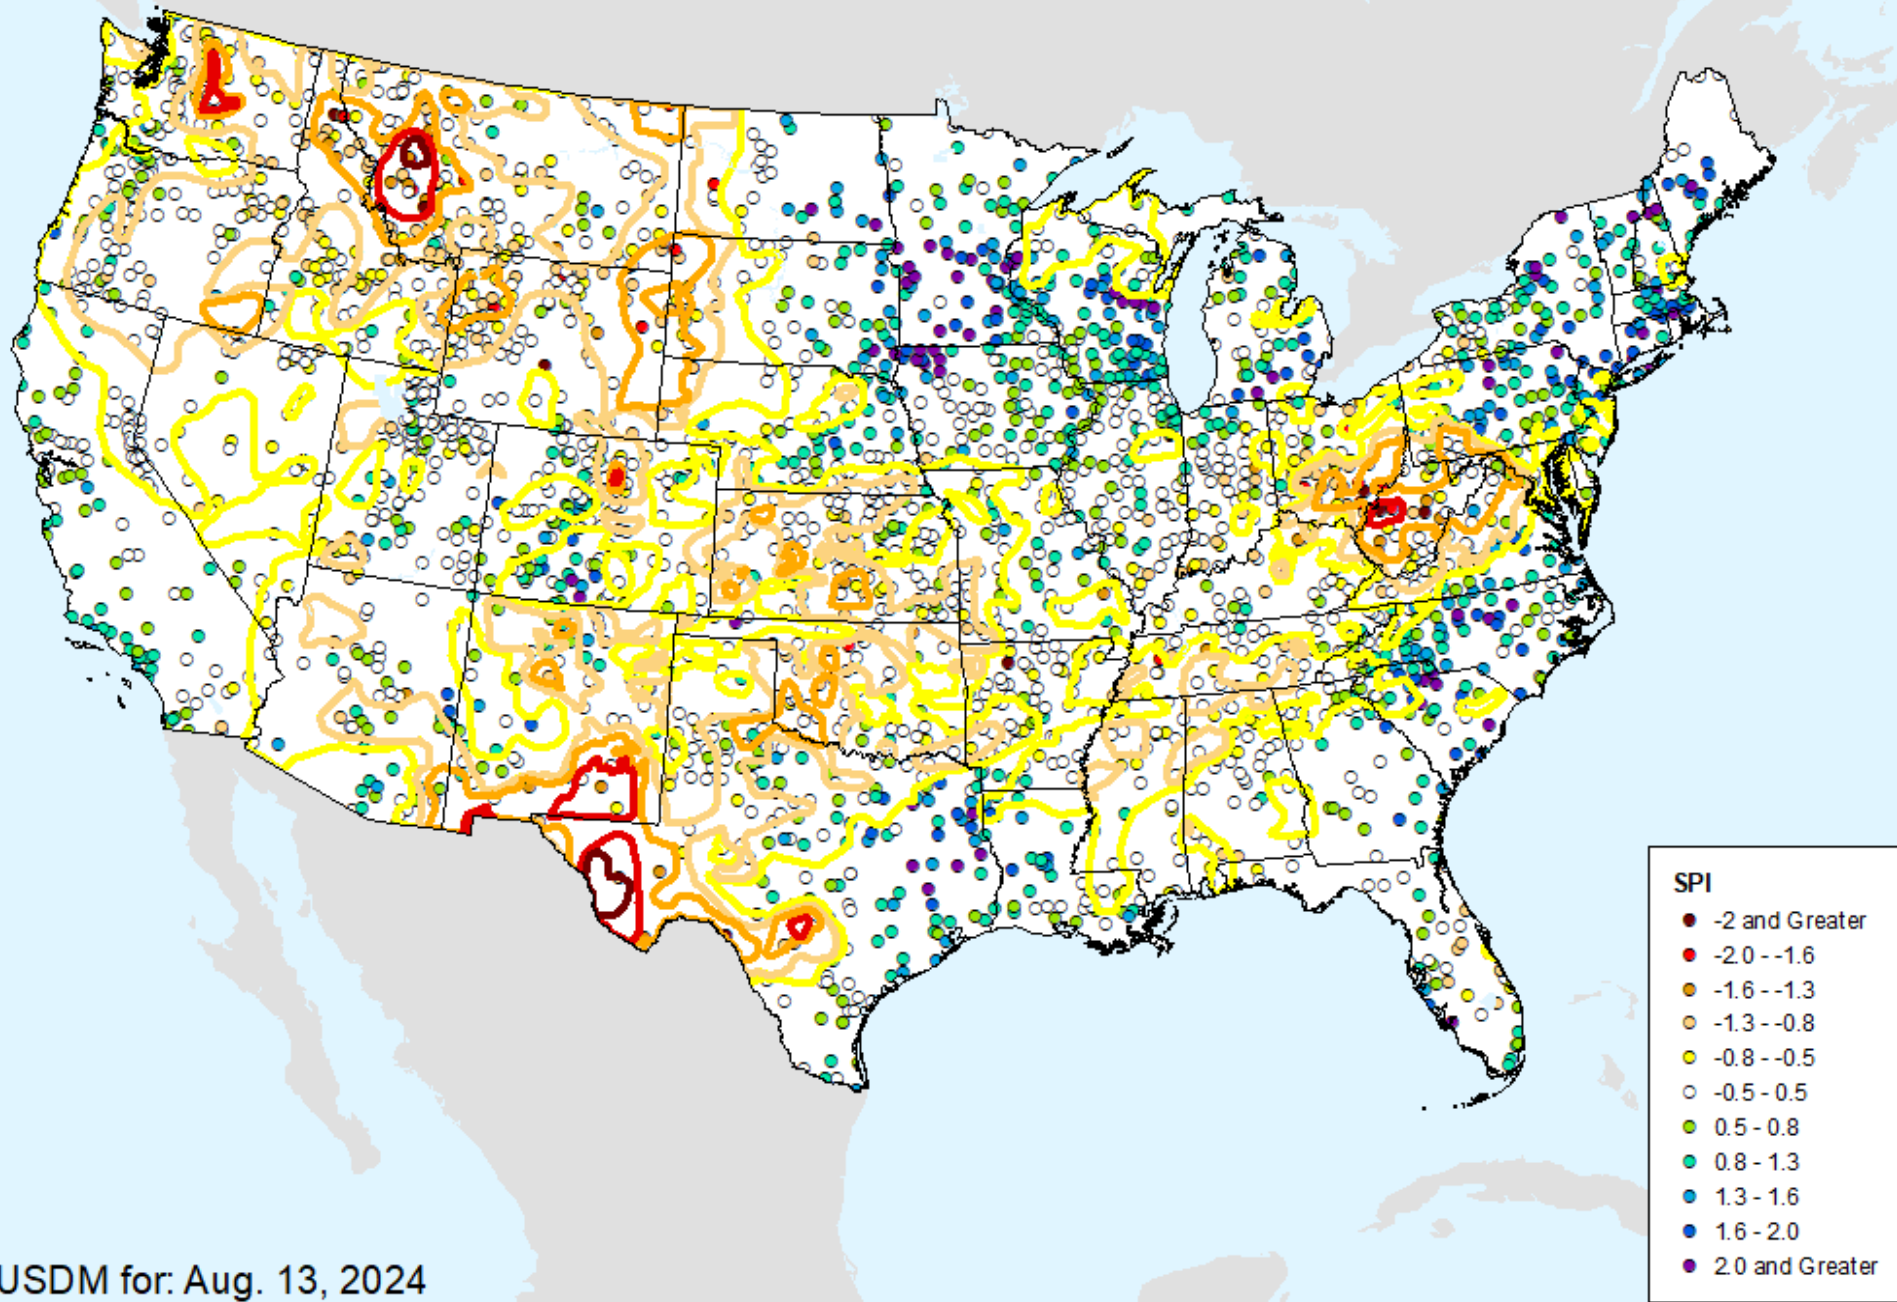 SPI
-2 and Greater
-2.0 - -1.6
-1.6 - -1.3
-1.3 - -0.8
-0.8 - -0.5
-0.5 - 0.5
0.5 - 0.8
0.8 - 1.3
1.3 - 1.6
1.6 - 2.0
2.0 and Greater
USDM for: Aug. 13, 2024